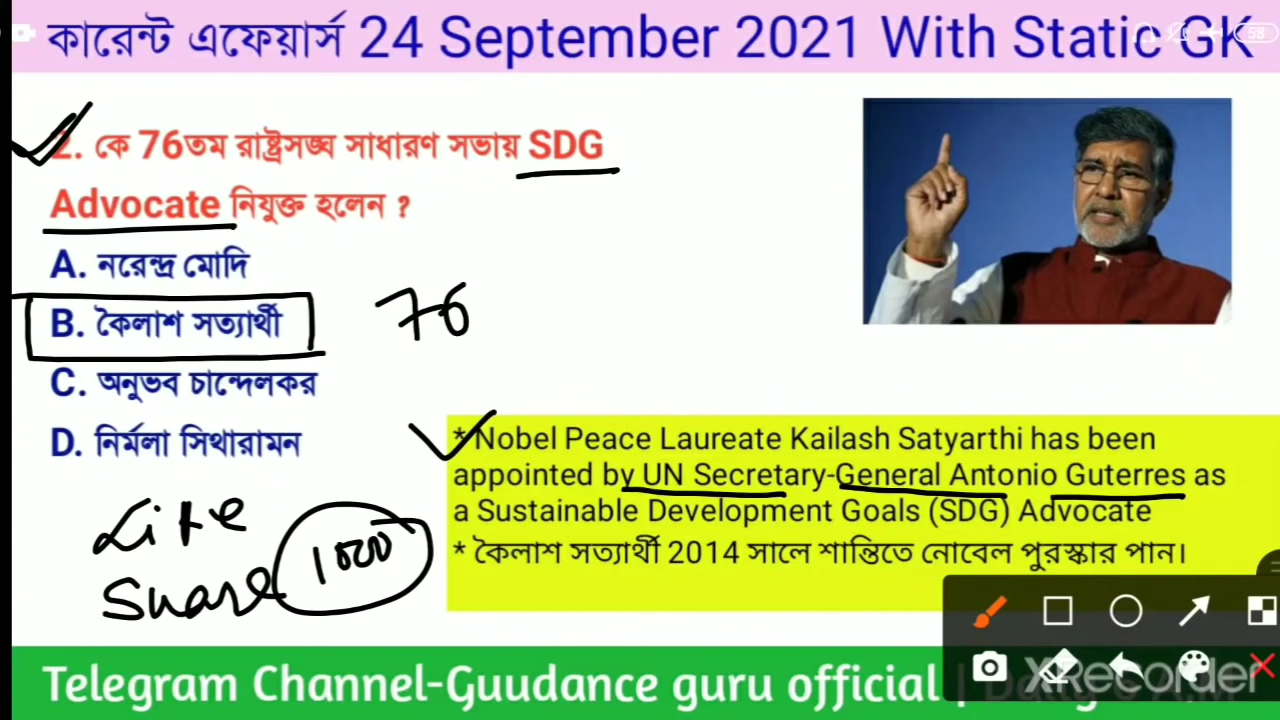 কারেন্ট এফেয়ার্স 24 September 2021 With Static GK
58
2. কে 76তম রাষ্ট্রসঙ্ঘ সাধারণ সভায় SDG
Advocate নিযুক্ত হলেন ?
A. নরেন্দ্র মোদি
B. কৈলাশ সত্যার্থী
76
C. অনুভব চান্দেলকর
D. নির্মলা সিথারামন
* Nobel Peace Laureate Kailash Satyarthi has been
appointed by UN Secretary-General Antonio Guterres as
a Sustainable Development Goals (SDG) Advocate
* কৈলাশ সত্যার্থী 2014 সালে শান্তিতে নোবেল পুরস্কার পান।
Like
Share 1000
Telegram Channel-Guudance guru official |
XRecorder